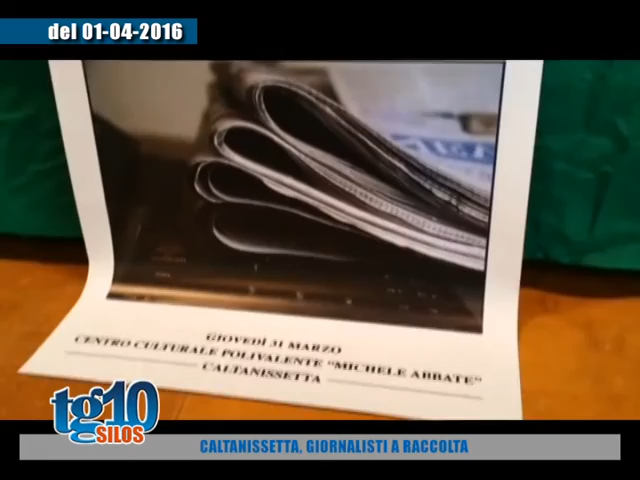 del 01-04-2016
GIOVEDÌ 31 MARZO
CENTRO CULTURALE POLIVALENTE "MICHELE ABBATE"
CALTANISSETTA
tg10
SILOS
CALTANISSETTA, GIORNALISTI A RACCOLTA